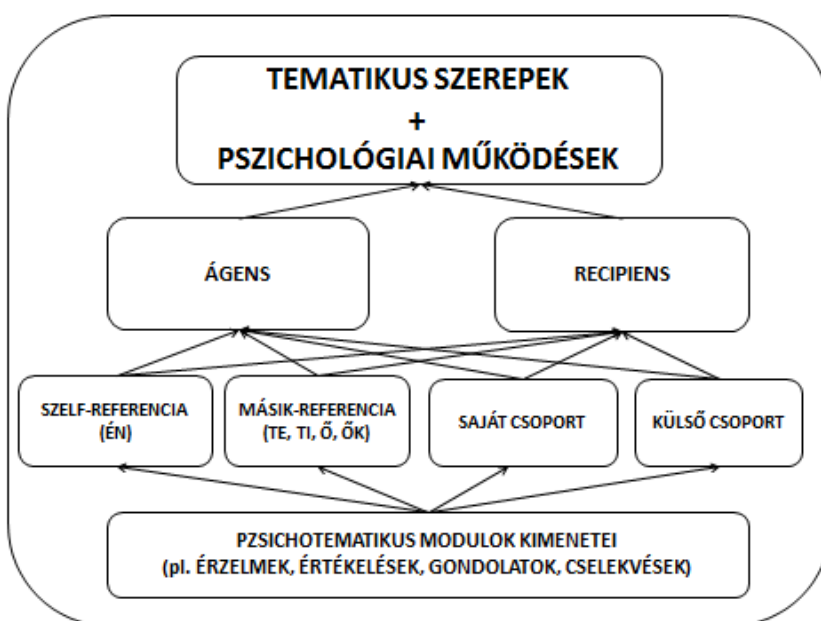 TEMATIKUS SZEREPEK
+
PSZICHOLÓGIAI MŰKÖDÉSEK
ÁGENS
RECIPIENS
SZELF-REFERENCIA
(ÉN)
MÁSIK-REFERENCIA
(TE, TI, Ő, ŐK)
SAJÁT CSOPORT
KÜLSŐ CSOPORT
PZSICHOTEMATIKUS MODULOK KIMENETEI
(pl. ÉRZELMEK, ÉRTÉKELÉSEK, GONDOLATOK, CSELEKVÉSEK)